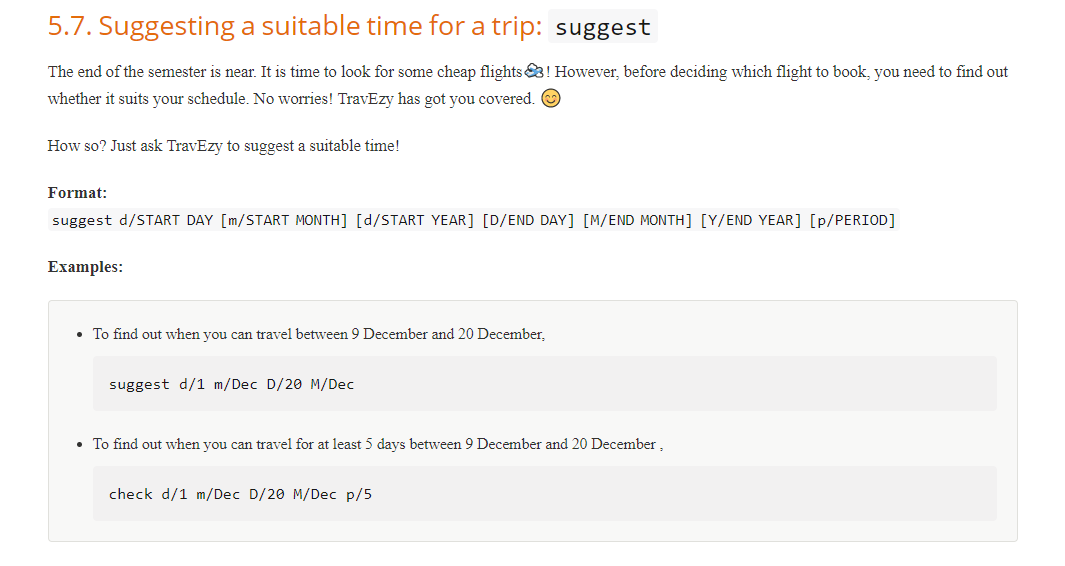 5.7. Suggesting a suitable time for a trip: suggest
The end of the semester is near. It is time to look for some cheap flights! However, before deciding which flight to book, you need to find out
whether it suits your schedule. No worries! TravEzy has got you covered. 😊
How so? Just ask TravEzy to suggest a suitable time!
Format:
suggest d/START DAY [m/START MONTH] [d/START YEAR] [D/END DAY] [M/END MONTH] [Y/END YEAR] [p/PERIOD]
Examples:
• To find out when you can travel between 9 December and 20 December,
suggest d/1 m/Dec D/20 M/Dec
• To find out when you can travel for at least 5 days between 9 December and 20 December ,
check d/1 m/Dec D/20 M/Dec p/5